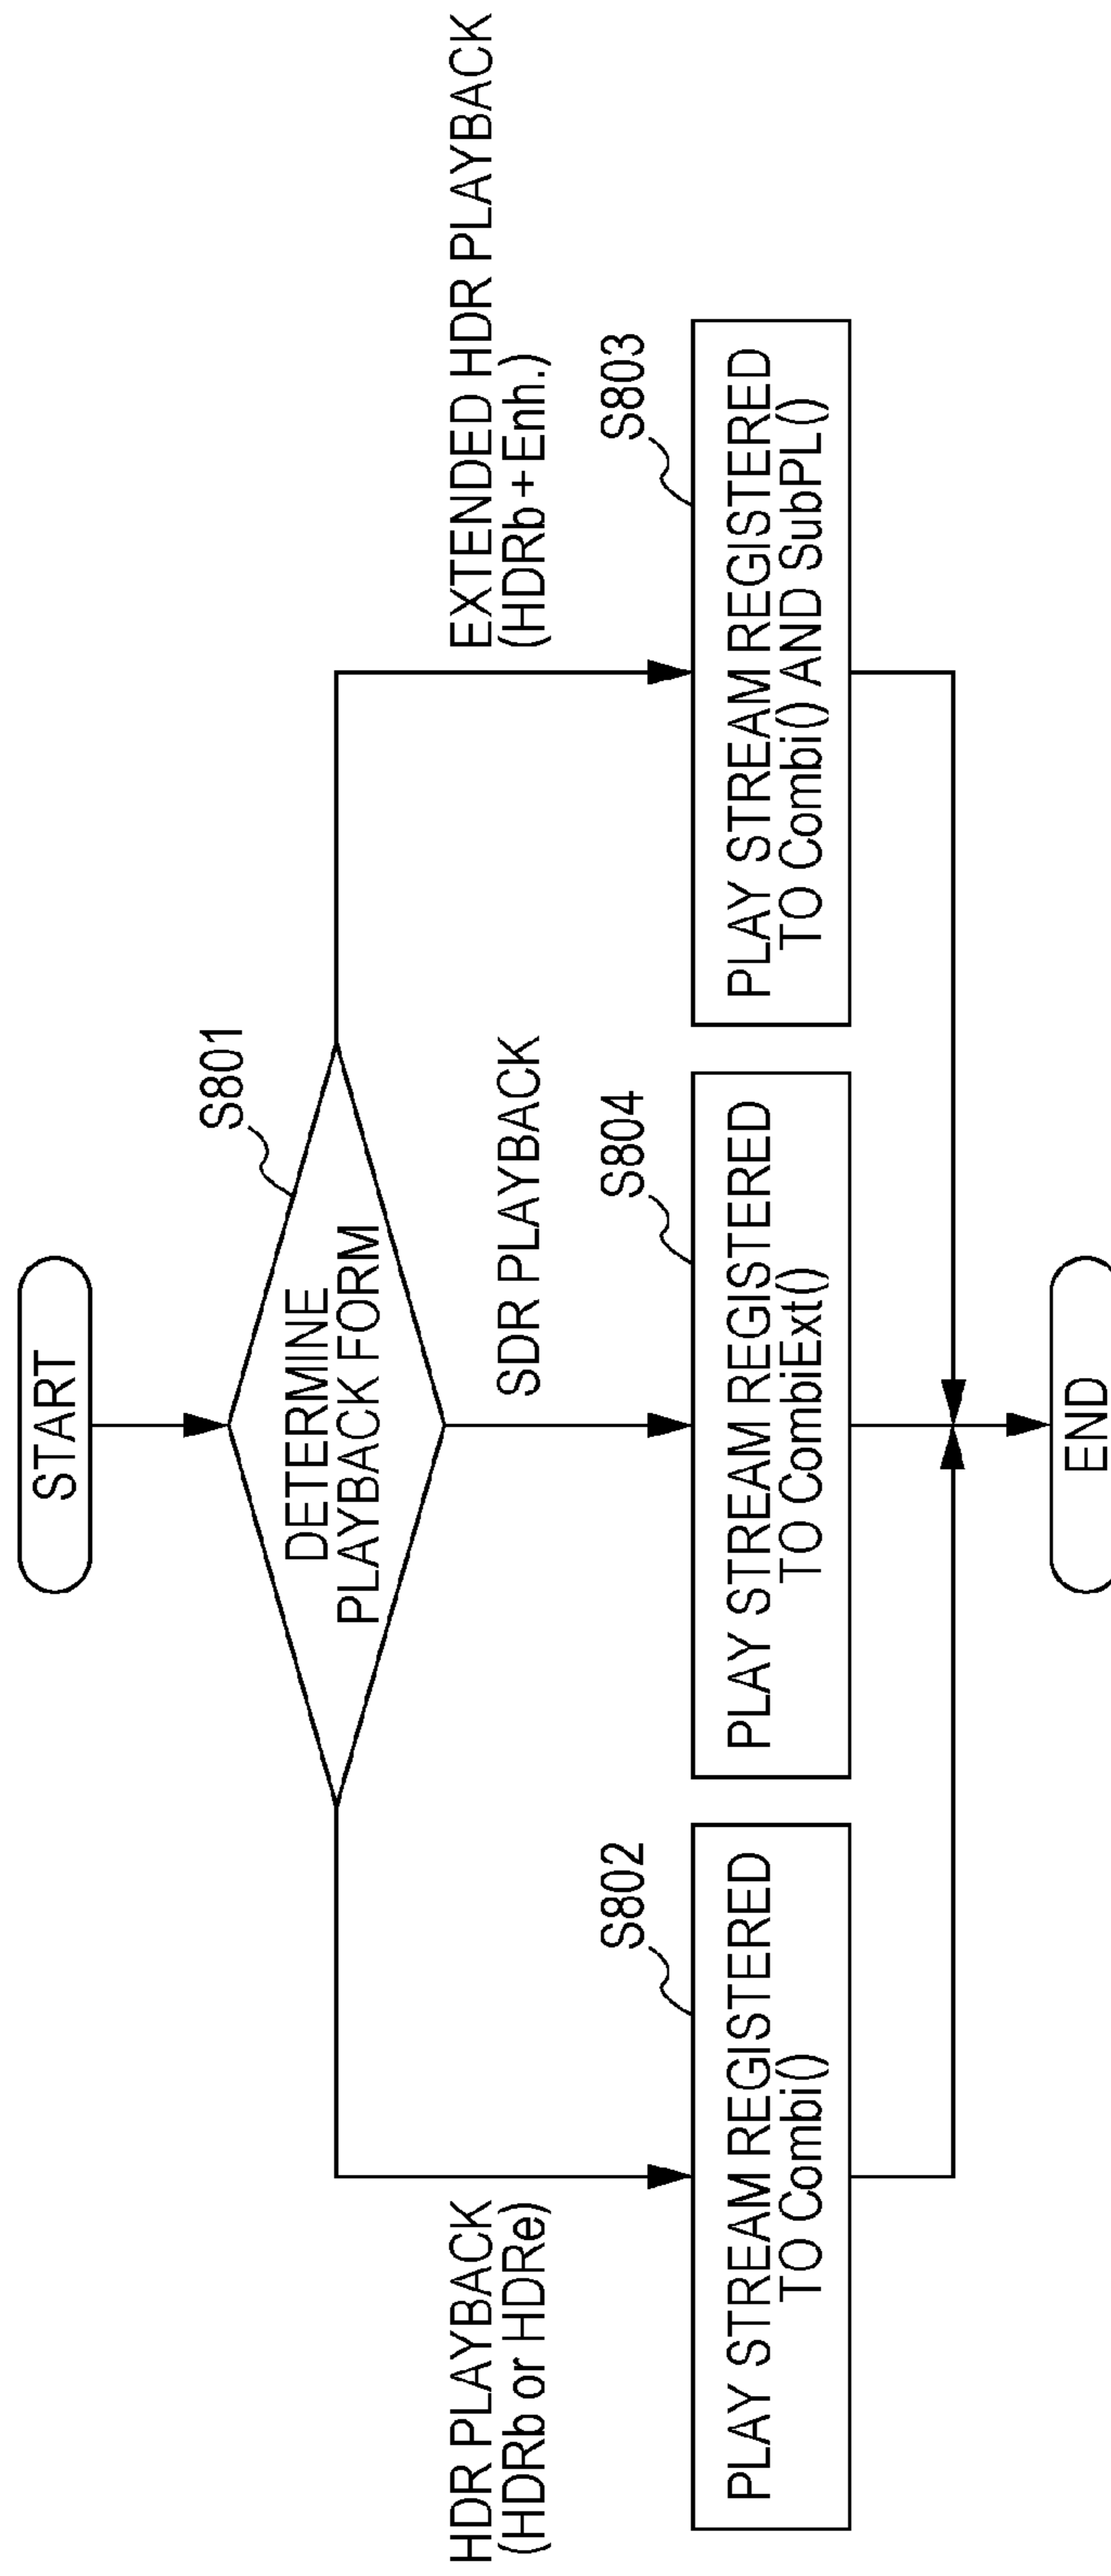 START
S801
DETERMINE
PLAYBACK FORM
HDR PLAYBACK
(HDRb or HDRe)
SDR PLAYBACK
EXTENDED HDR PLAYBACK
(HDRb + Enh.)
S802
PLAY STREAM REGISTERED
TO Combi()
S804
PLAY STREAM REGISTERED
TO CombiExt()
S803
PLAY STREAM REGISTERED
TO Combi() AND SubPL()
END